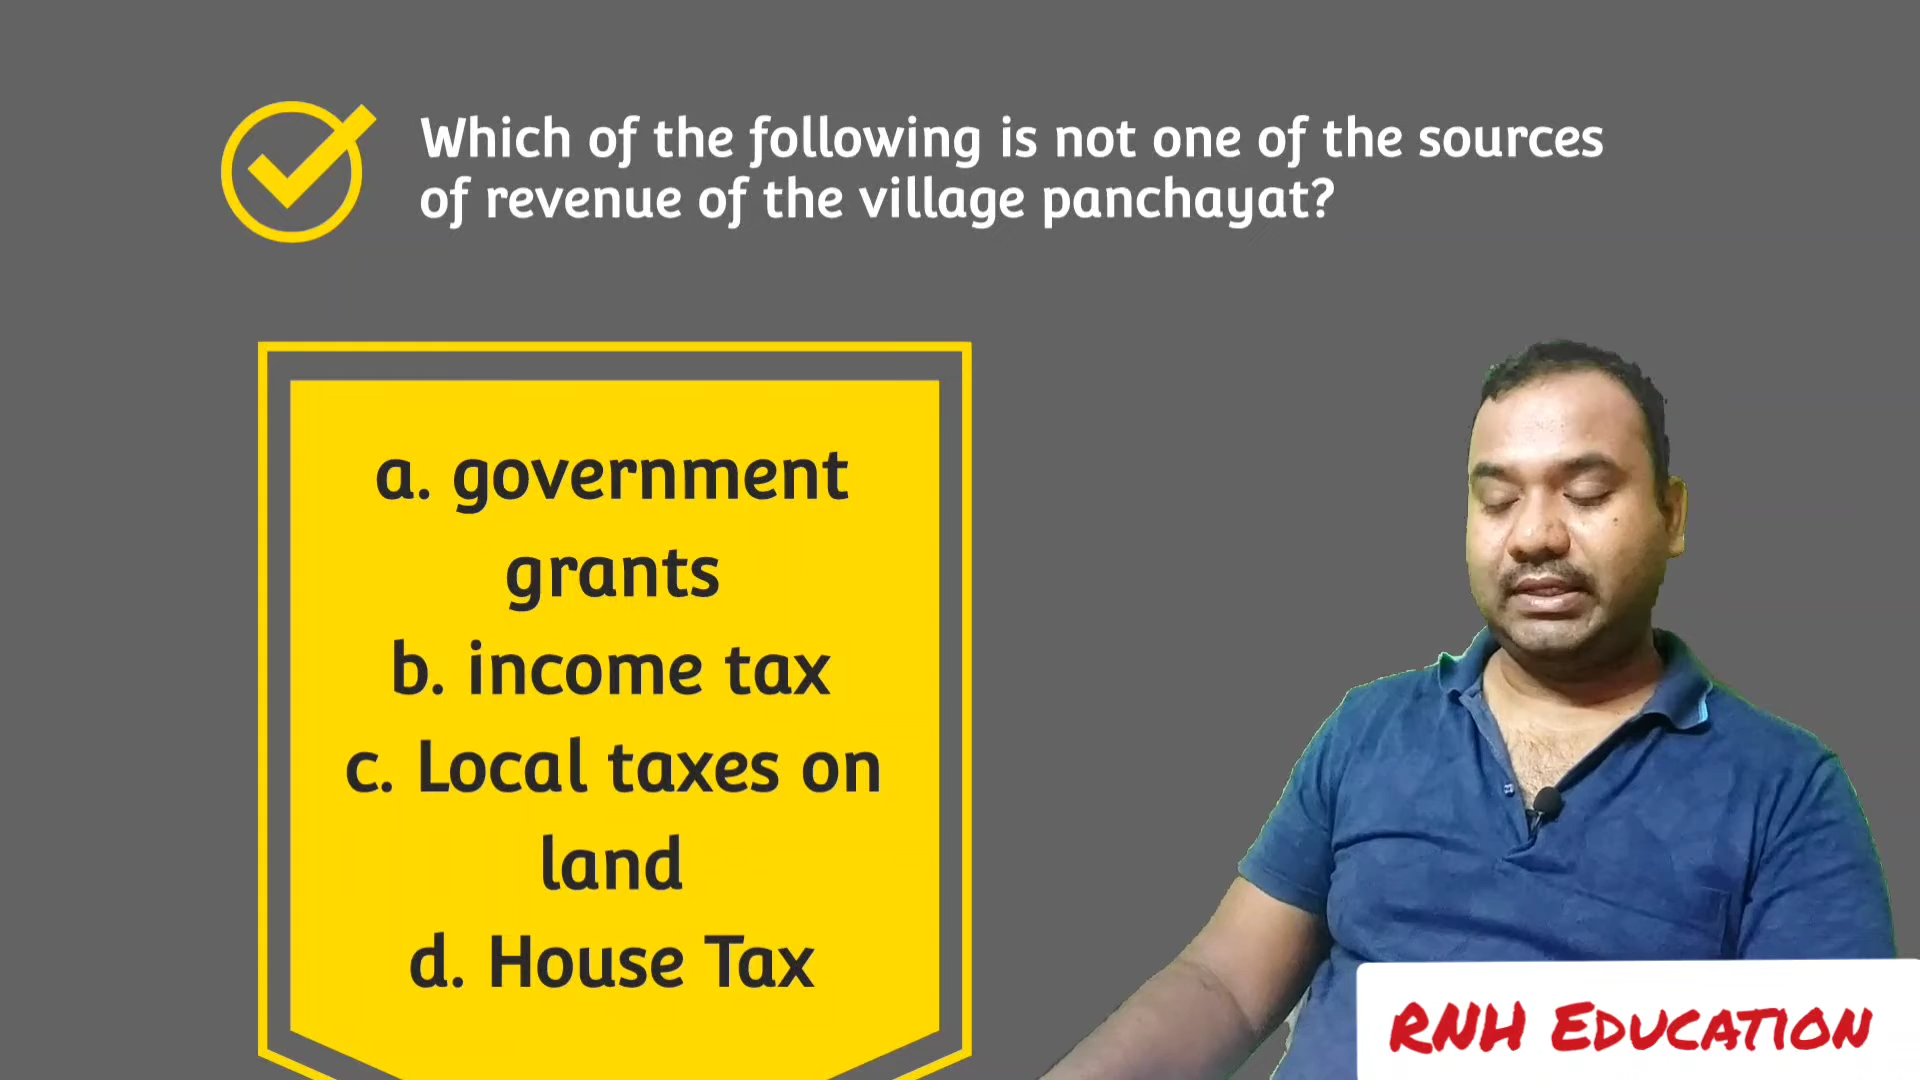 Which of the following is not one of the sources
of revenue of the village panchayat?
a. government
grants
b. income tax
c. Local taxes on
land
d. House Tax
RNH EDUCATION